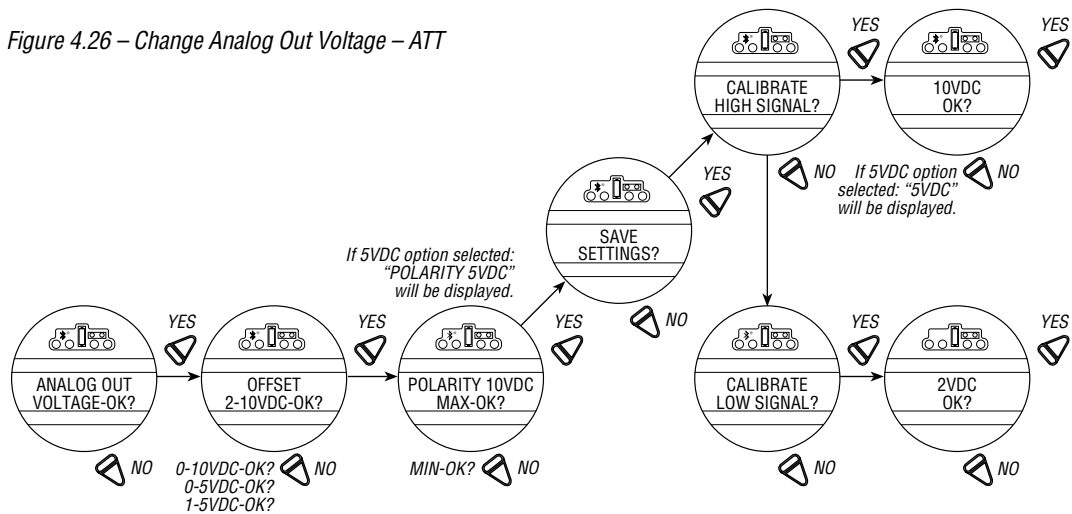 Figure 4.26 – Change Analog Out Voltage – ATT
CALIBRATE
HIGH SIGNAL?
YES
NO
10VDC
OK?
YES
NO
If 5VDC option
selected: “5VDC”
will be displayed.
SAVE
SETTINGS?
YES
NO
If 5VDC option selected:
“POLARITY 5VDC”
will be displayed.
ANALOG OUT
VOLTAGE-OK?
YES
NO
OFFSET
2-10VDC-OK?
YES
NO
0-10VDC-OK?
0-5VDC-OK?
1-5VDC-OK?
POLARITY 10VDC
MAX-OK?
YES
MIN-OK?
NO
CALIBRATE
LOW SIGNAL?
YES
NO
2VDC
OK?
YES
NO